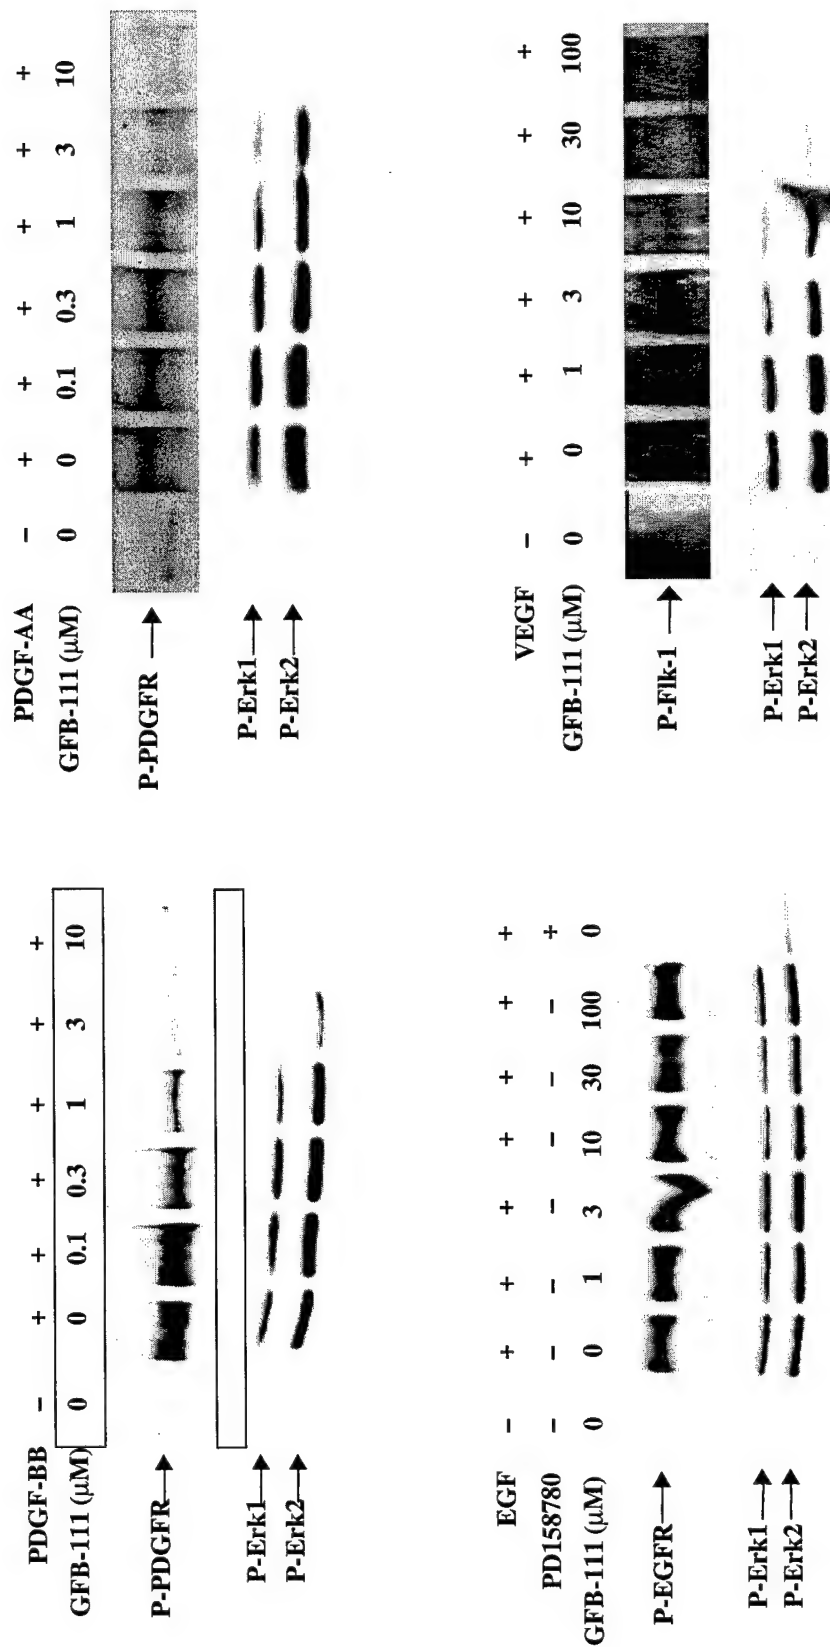 PDGF-BB − + + + + + +
GFB-111 (µM) 0 0 0.1 0.3 1 3 10
P-PDGFR
P-Erk1
P-Erk2
PDGF-AA − + + + + + +
GFB-111 (µM) 0 0 0.1 0.3 1 3 10
P-PDGFR
P-Erk1
P-Erk2
EGF − + + + + + + +
PD158780 − − − − − − − +
GFB-111 (µM) 0 0 1 3 10 30 100 0
P-EGFR
P-Erk1
P-Erk2
VEGF − + + + + + +
GFB-111 (µM) 0 0 1 3 10 30 100
P-Flk-1
P-Erk1
P-Erk2